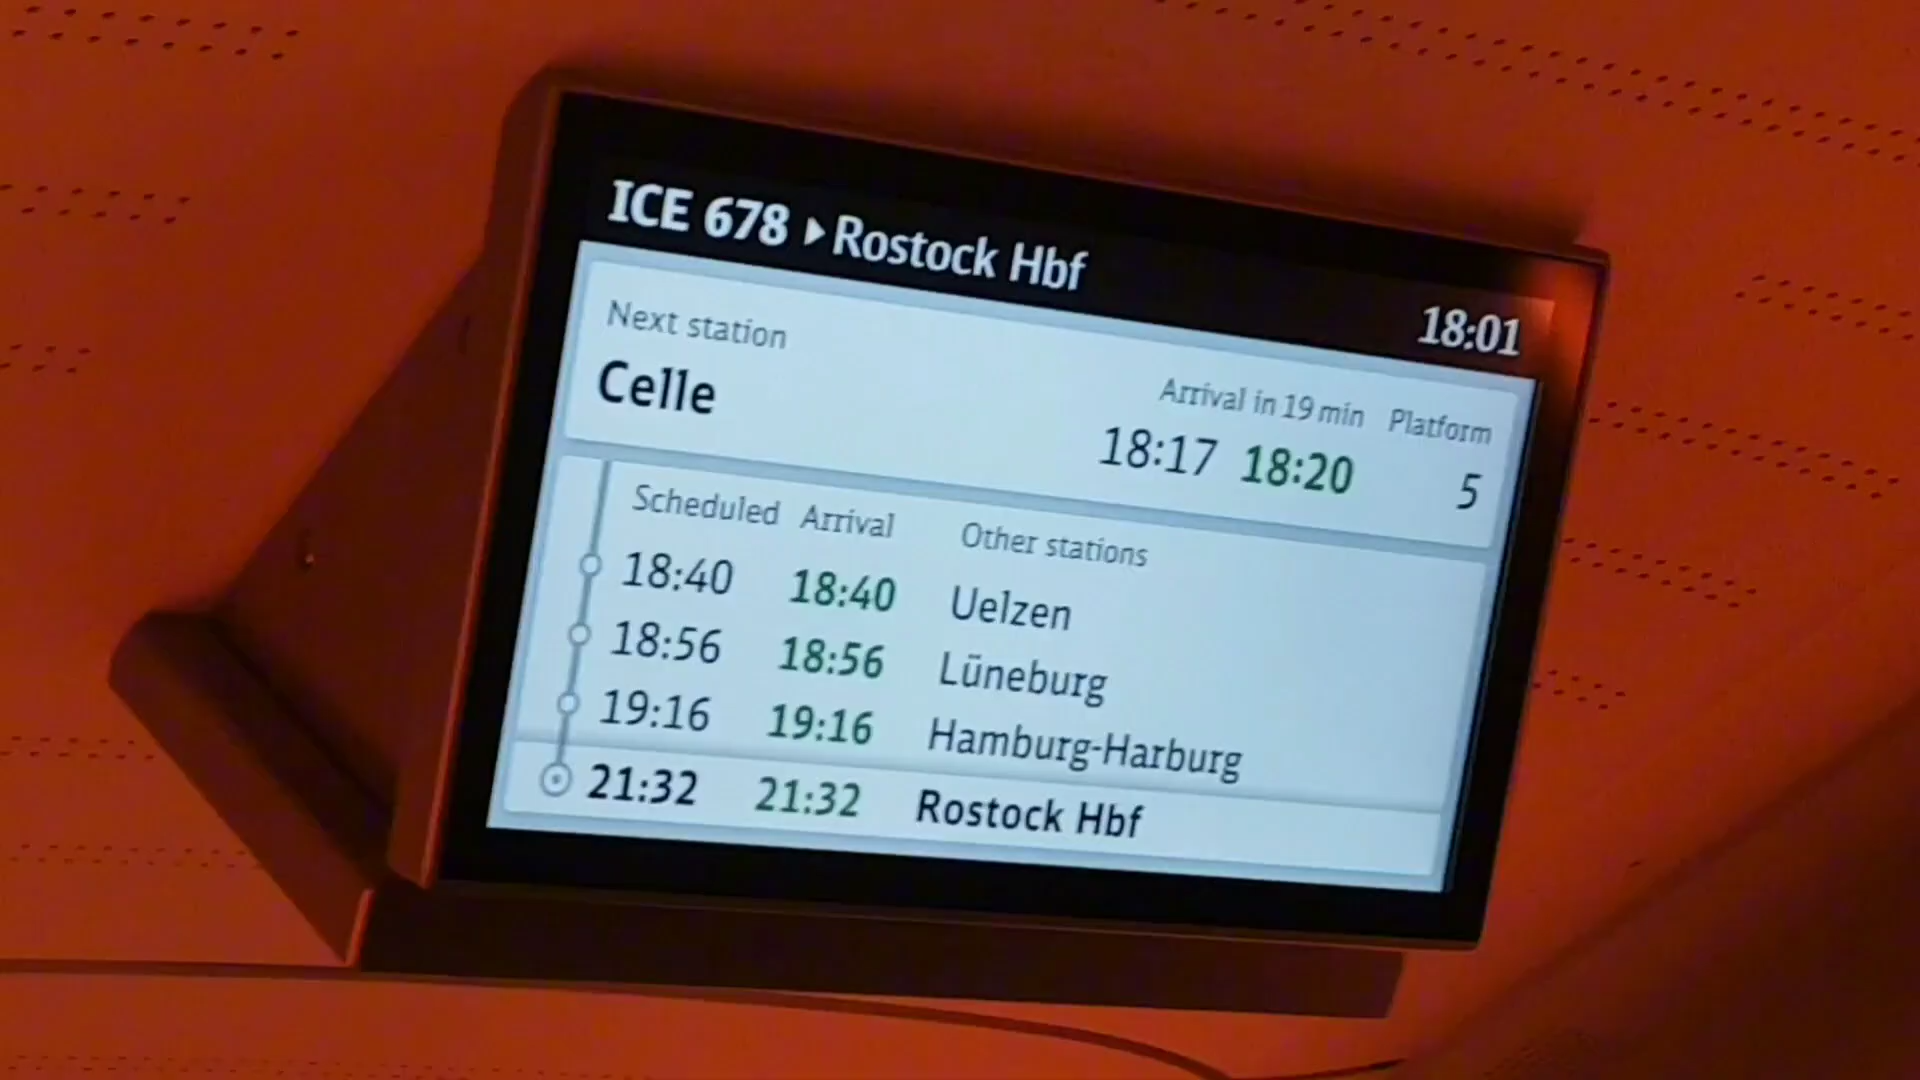 ICE 678 ▸ Rostock Hbf
18:01
Next station
Celle
Arrival in 19 min Platform
18:17 18:20 5
Scheduled Arrival Other stations
18:40 18:40 Uelzen
18:56 18:56 Lüneburg
19:16 19:16 Hamburg-Harburg
21:32 21:32 Rostock Hbf